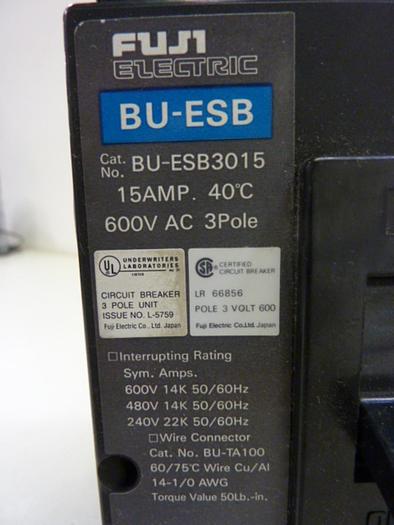 FUJI
ELECTRIC
BU-ESB
Cat. No. BU-ESB3015
15AMP. 40°C
600V AC 3Pole
UL UNDERWRITERS
LABORATORIES
CIRCUIT BREAKER
3 POLE UNIT
ISSUE NO. L-5759
Fuji Electric Co., Ltd. Japan
SA CERTIFIED
CIRCUIT BREAKER
LR 66856
POLE 3 VOLT 600
Fuji Electric Co.,Ltd. Japan
□Interrupting Rating
Sym. Amps.
600V 14K 50/60Hz
480V 14K 50/60Hz
240V 22K 50/60Hz
□Wire Connector
Cat. No. BU-TA100
60/75°C Wire Cu/Al
14-1/0 AWG
Torque Value 50Lb.-in.